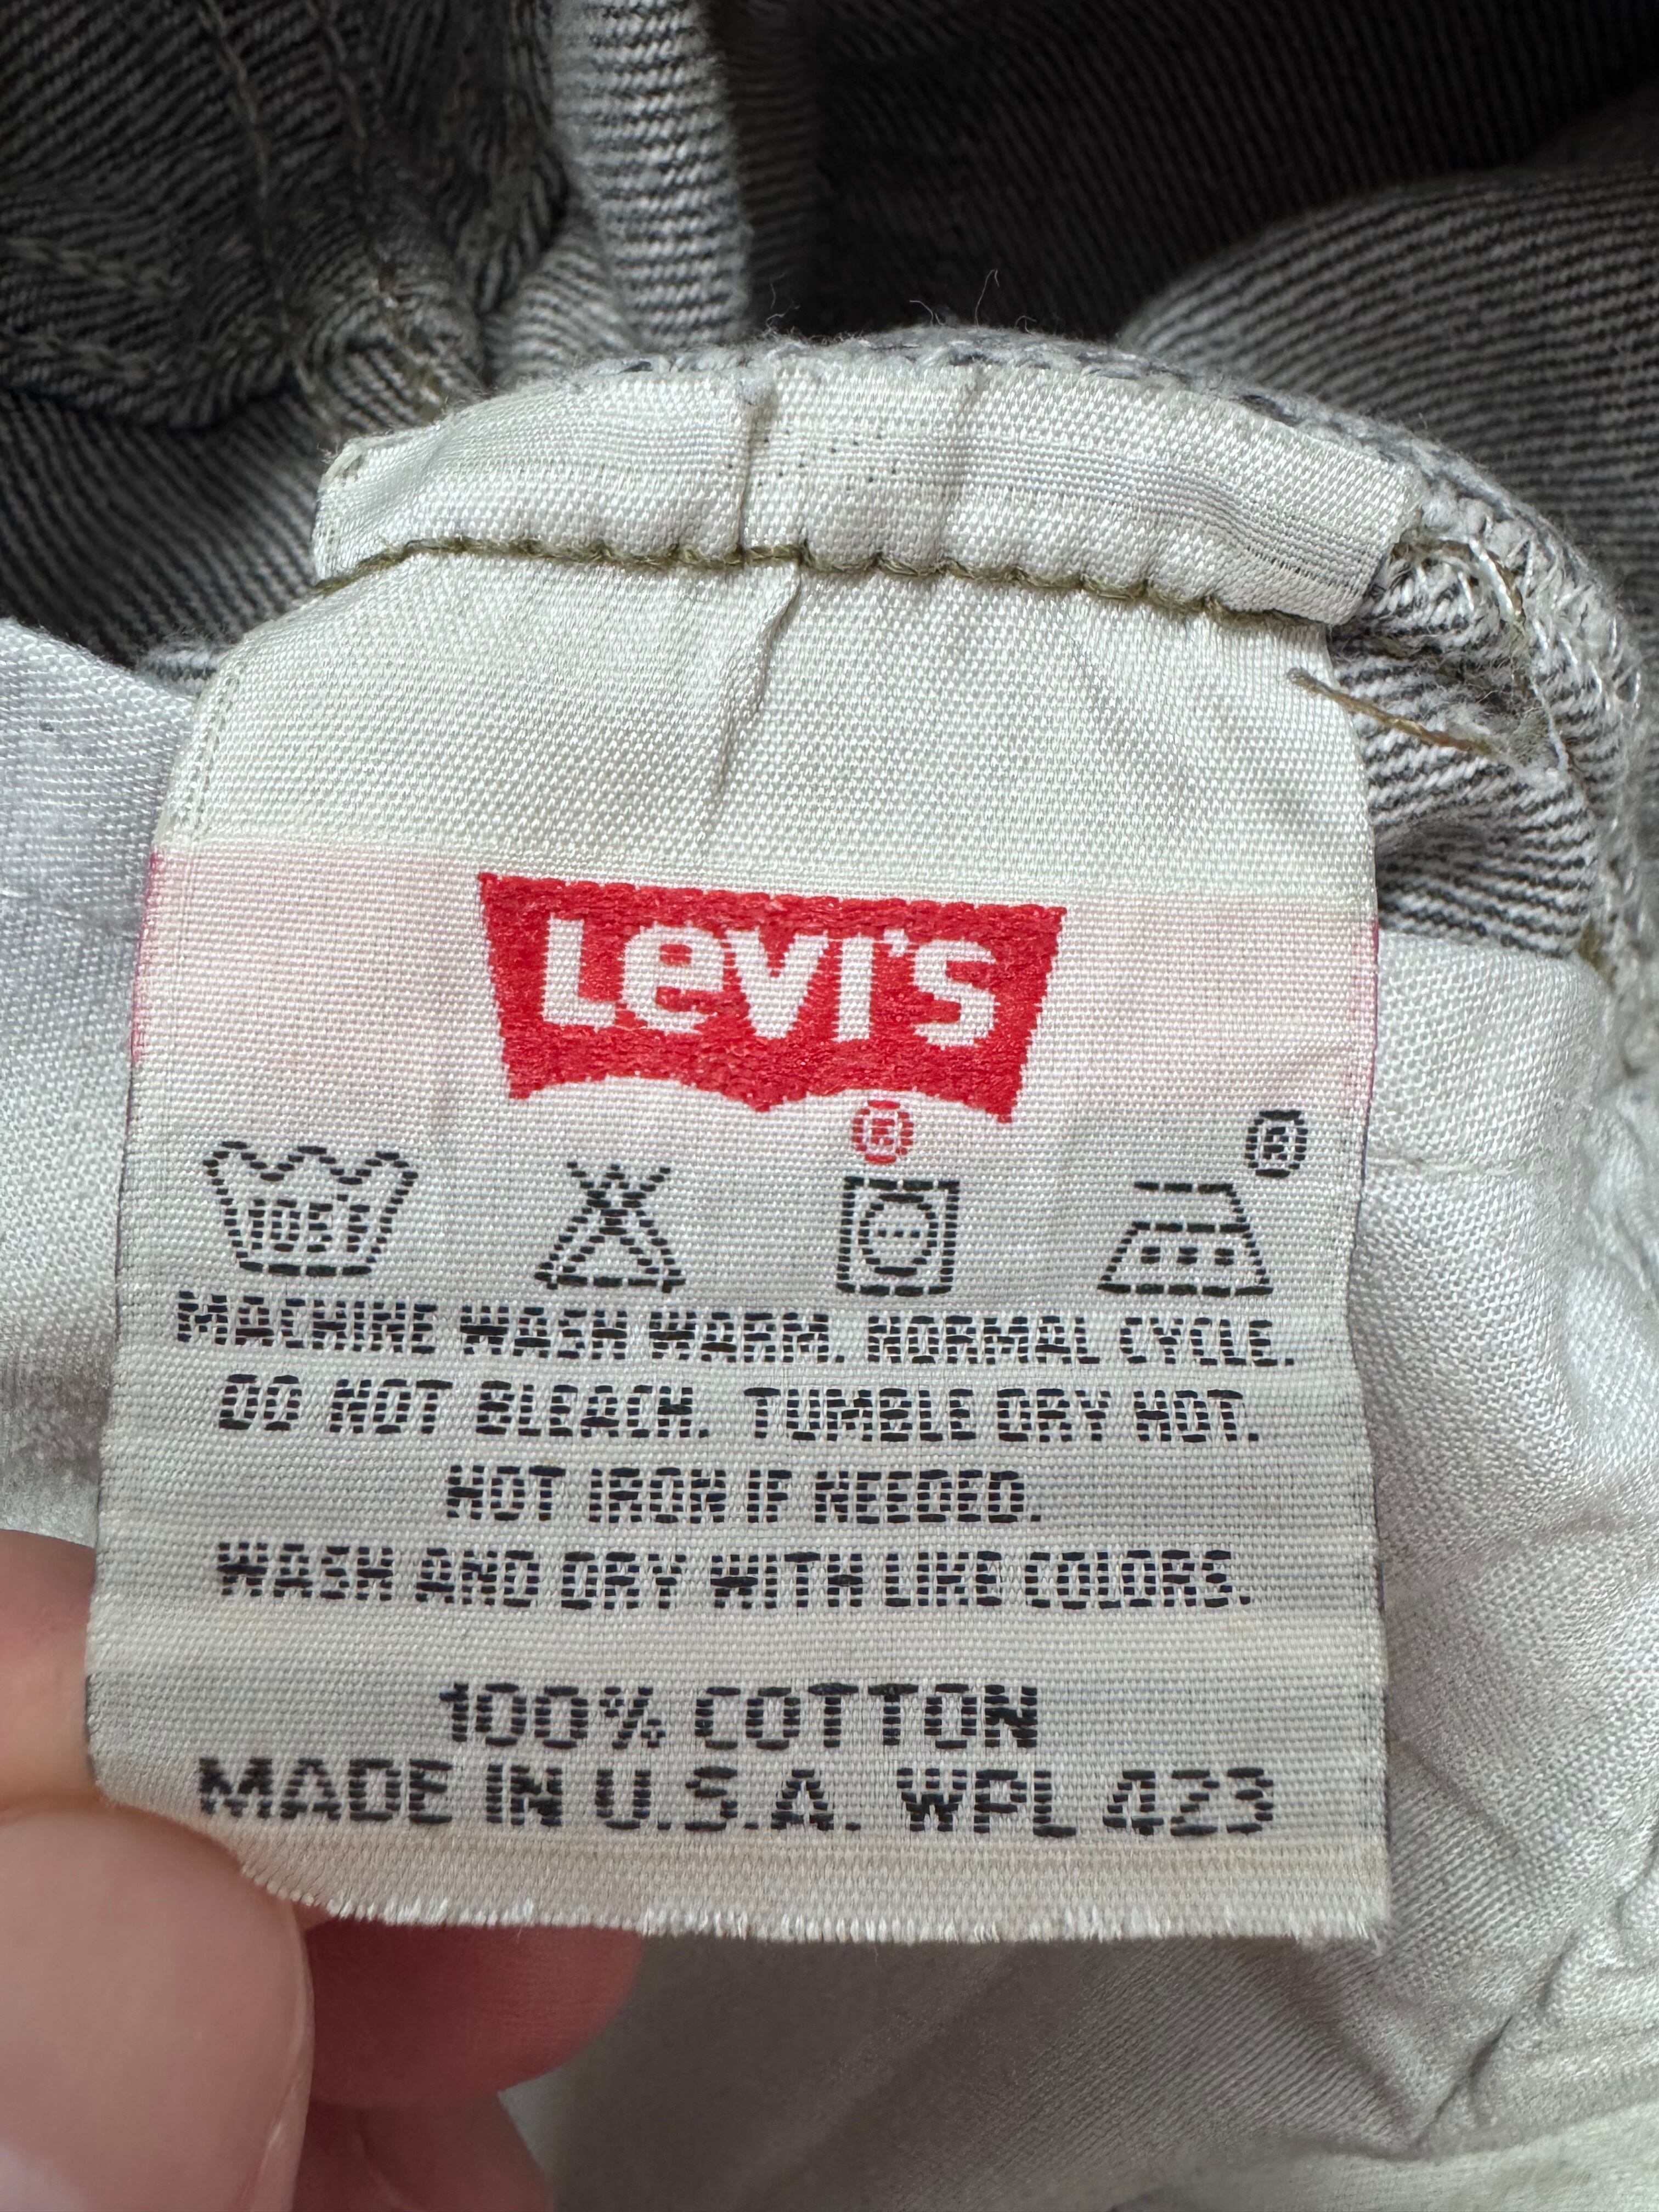 Levi's
®
®
105F
MACHINE WASH WARM. NORMAL CYCLE.
DO NOT BLEACH. TUMBLE DRY HOT.
HOT IRON IF NEEDED.
WASH AND DRY WITH LIKE COLORS.
100% COTTON
MADE IN U.S.A. WPL 423